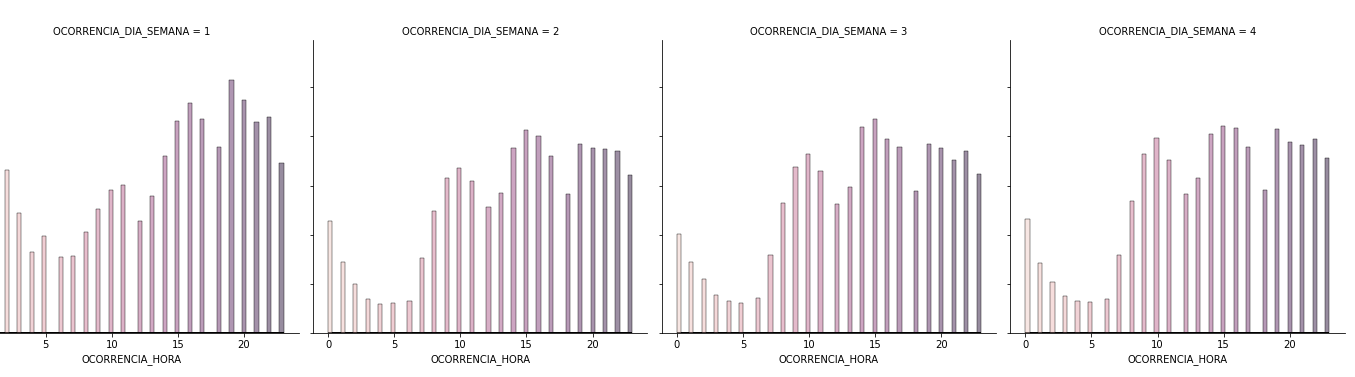 OCORRENCIA_DIA_SEMANA = 1
OCORRENCIA_DIA_SEMANA = 2
OCORRENCIA_DIA_SEMANA = 3
OCORRENCIA_DIA_SEMANA = 4
5 10 15 20
0 5 10 15 20
0 5 10 15 20
0 5 10 15 20
OCORRENCIA_HORA
OCORRENCIA_HORA
OCORRENCIA_HORA
OCORRENCIA_HORA